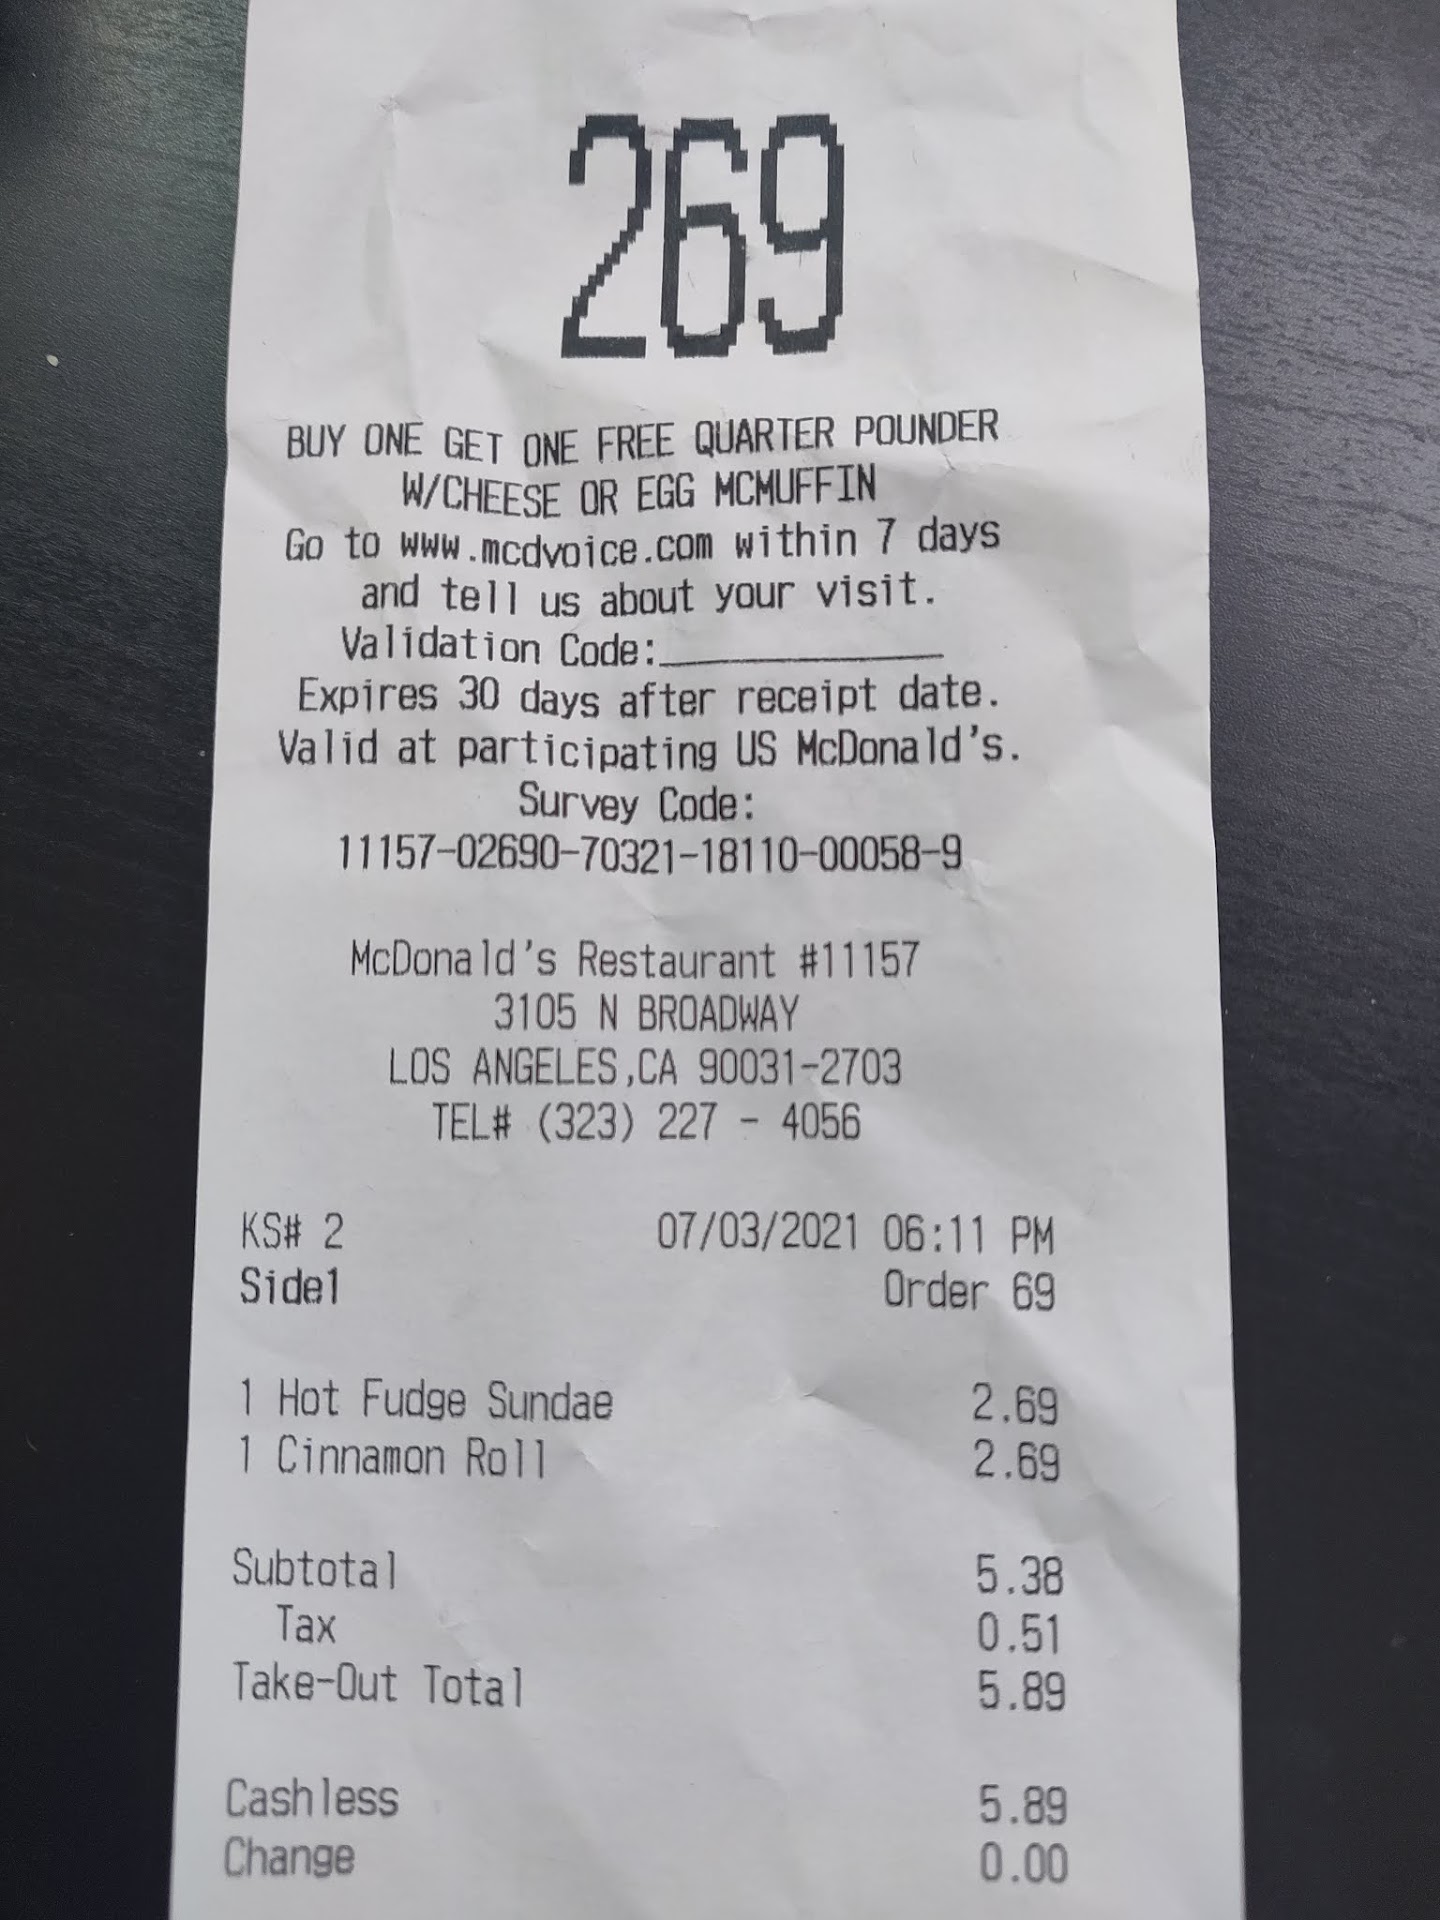 269
BUY ONE GET ONE FREE QUARTER POUNDER
W/CHEESE OR EGG MCMUFFIN
Go to www.mcdvoice.com within 7 days
and tell us about your visit.
Validation Code:____________
Expires 30 days after receipt date.
Valid at participating US McDonald's.
Survey Code:
11157-02690-70321-18110-00058-9
McDonald's Restaurant #11157
3105 N BROADWAY
LOS ANGELES,CA 90031-2703
TEL# (323) 227 - 4056
KS# 2 07/03/2021 06:11 PM
Side1 Order 69
1 Hot Fudge Sundae 2.69
1 Cinnamon Roll 2.69
Subtotal 5.38
Tax 0.51
Take-Out Total 5.89
Cashless 5.89
Change 0.00